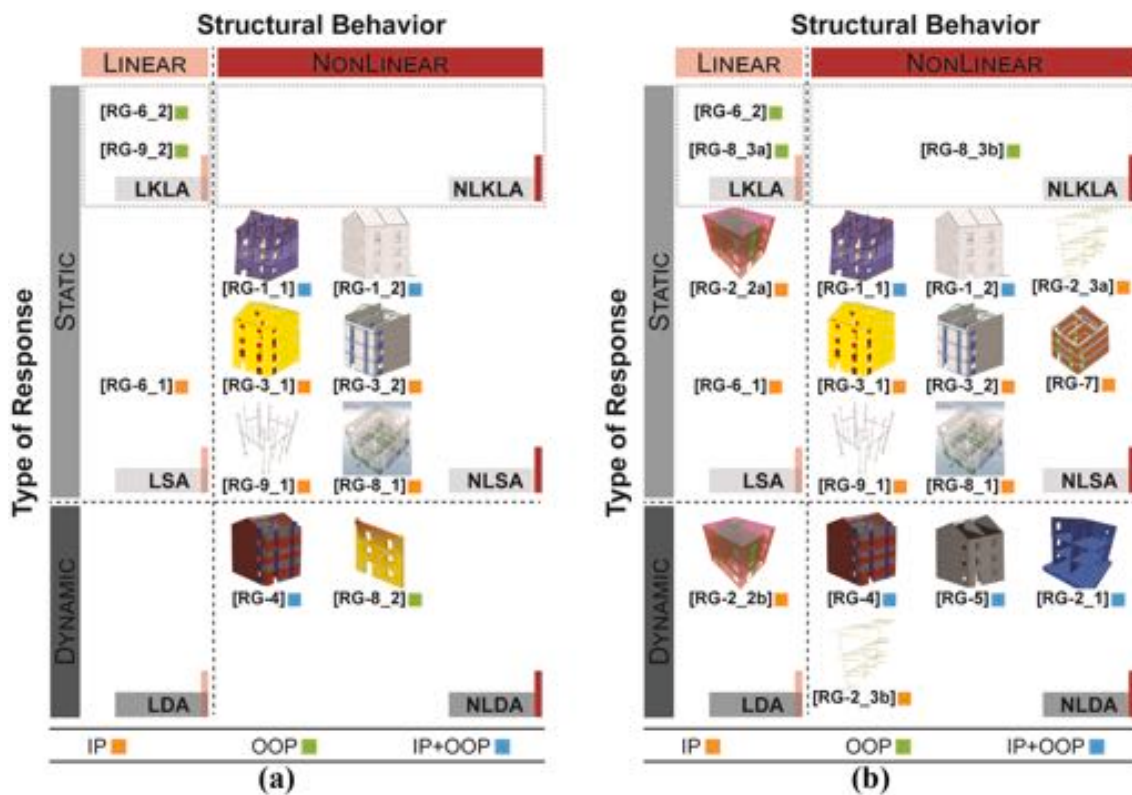 Structural Behavior
LINEAR
NONLINEAR
Type of Response
STATIC
DYNAMIC
[RG-6_2]
[RG-9_2]
LKLA
NLKLA
[RG-1_1]
[RG-1_2]
[RG-3_1]
[RG-3_2]
[RG-6_1]
[RG-9_1]
[RG-8_1]
LSA
NLSA
[RG-4]
[RG-8_2]
LDA
NLDA
IP
OOP
IP+OOP
(a)
Structural Behavior
LINEAR
NONLINEAR
Type of Response
STATIC
DYNAMIC
[RG-6_2]
[RG-8_3a]
[RG-8_3b]
LKLA
NLKLA
[RG-2_2a]
[RG-1_1]
[RG-1_2]
[RG-2_3a]
[RG-6_1]
[RG-3_1]
[RG-3_2]
[RG-7]
[RG-9_1]
[RG-8_1]
LSA
NLSA
[RG-2_2b]
[RG-4]
[RG-5]
[RG-2_1]
[RG-2_3b]
LDA
NLDA
IP
OOP
IP+OOP
(b)